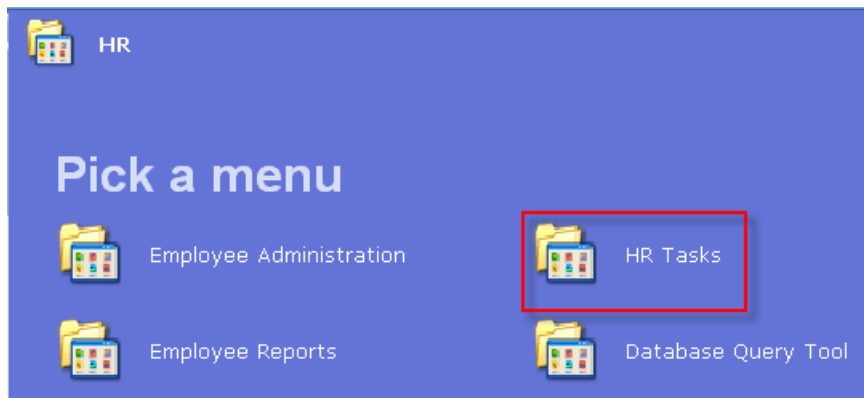 HR
Pick a menu
Employee Administration
HR Tasks
Employee Reports
Database Query Tool